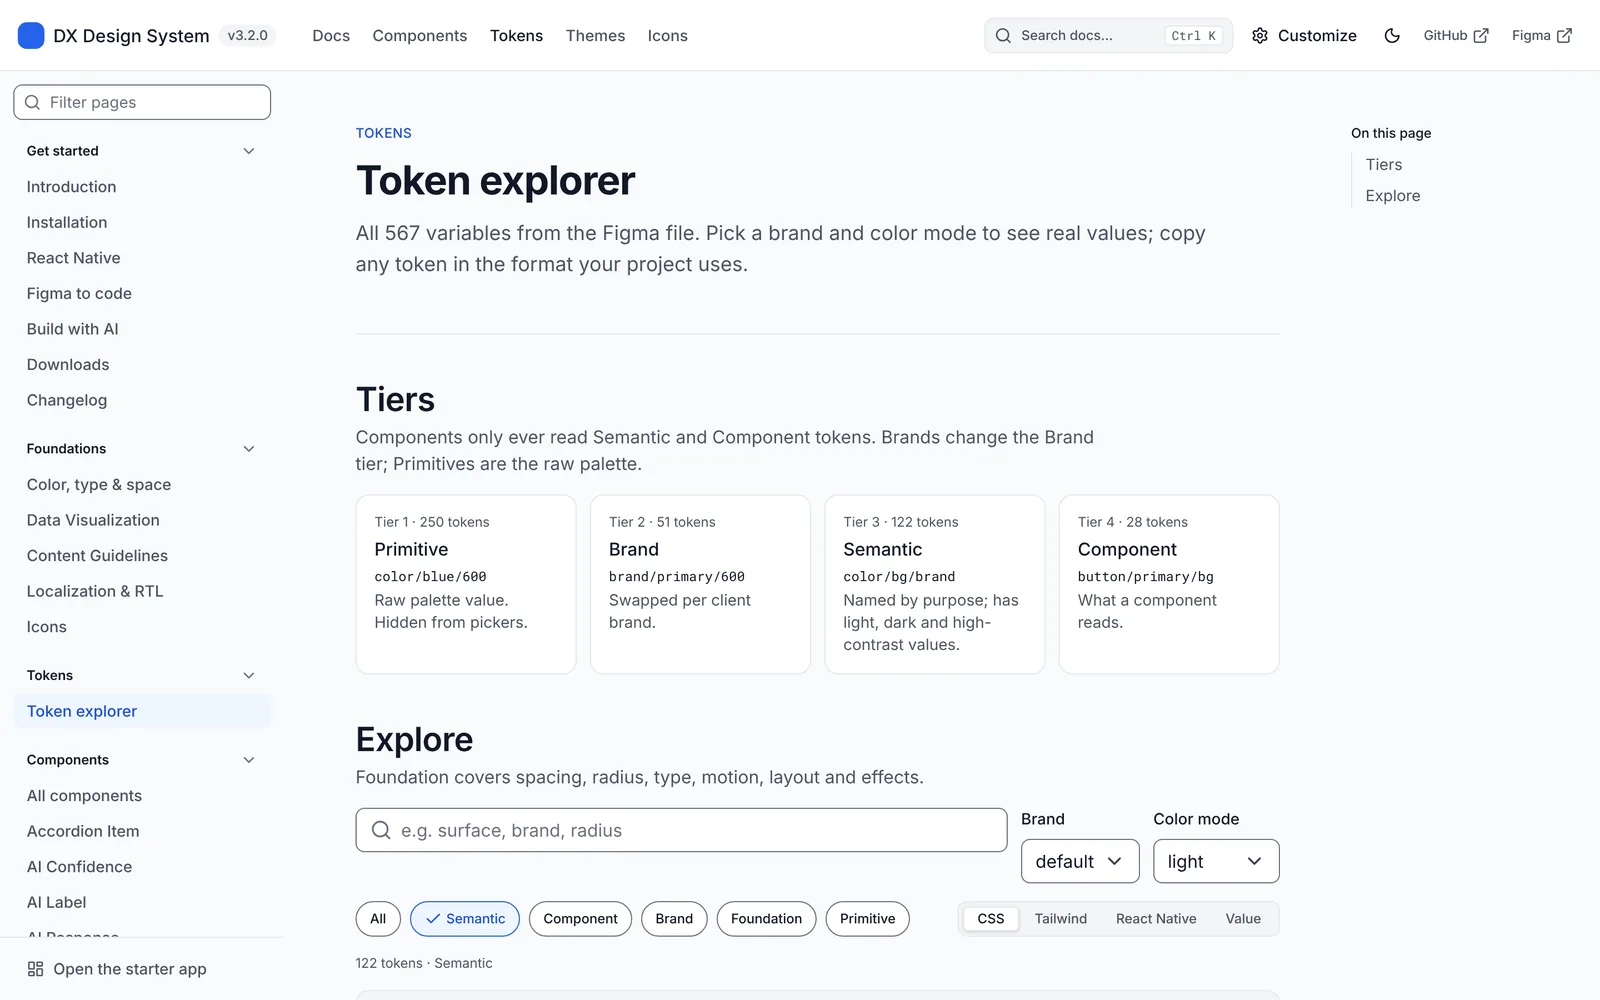 DX Design System v3.2.0 Docs Components Tokens Themes Icons Search docs... Ctrl K Customize GitHub Figma
Filter pages
Get started
Introduction
Installation
React Native
Figma to code
Build with AI
Downloads
Changelog
Foundations
Color, type & space
Data Visualization
Content Guidelines
Localization & RTL
Icons
Tokens
Token explorer
Components
All components
Accordion Item
AI Confidence
AI Label
AI Response
Open the starter app
TOKENS
Token explorer
All 567 variables from the Figma file. Pick a brand and color mode to see real values; copy
any token in the format your project uses.
Tiers
Components only ever read Semantic and Component tokens. Brands change the Brand
tier; Primitives are the raw palette.
Tier 1 · 250 tokens
Primitive
color/blue/600
Raw palette value.
Hidden from pickers.
Tier 2 · 51 tokens
Brand
brand/primary/600
Swapped per client
brand.
Tier 3 · 122 tokens
Semantic
color/bg/brand
Named by purpose; has
light, dark and high-
contrast values.
Tier 4 · 28 tokens
Component
button/primary/bg
What a component
reads.
Explore
Foundation covers spacing, radius, type, motion, layout and effects.
e.g. surface, brand, radius
Brand
default
Color mode
light
All Semantic Component Brand Foundation Primitive
CSS Tailwind React Native Value
122 tokens · Semantic
On this page
Tiers
Explore